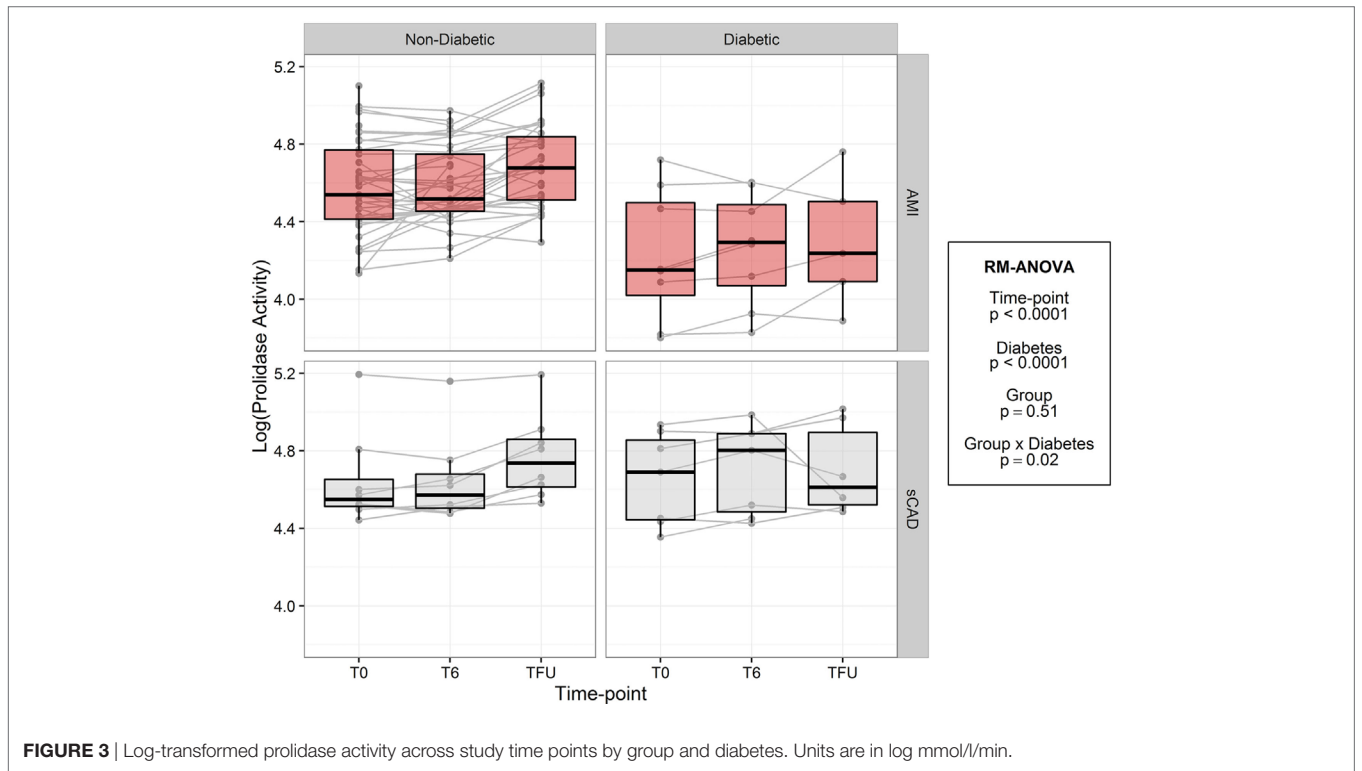 Non-Diabetic
Diabetic
5.2
4.8
4.4
4.0
AMI
5.2
4.8
4.4
4.0
sCAD
Log(Prolidase Activity)
T0 T6 TFU
T0 T6 TFU
Time-point
RM-ANOVA
Time-point
p < 0.0001
Diabetes
p < 0.0001
Group
p = 0.51
Group x Diabetes
p = 0.02
FIGURE 3 | Log-transformed prolidase activity across study time points by group and diabetes. Units are in log mmol/l/min.